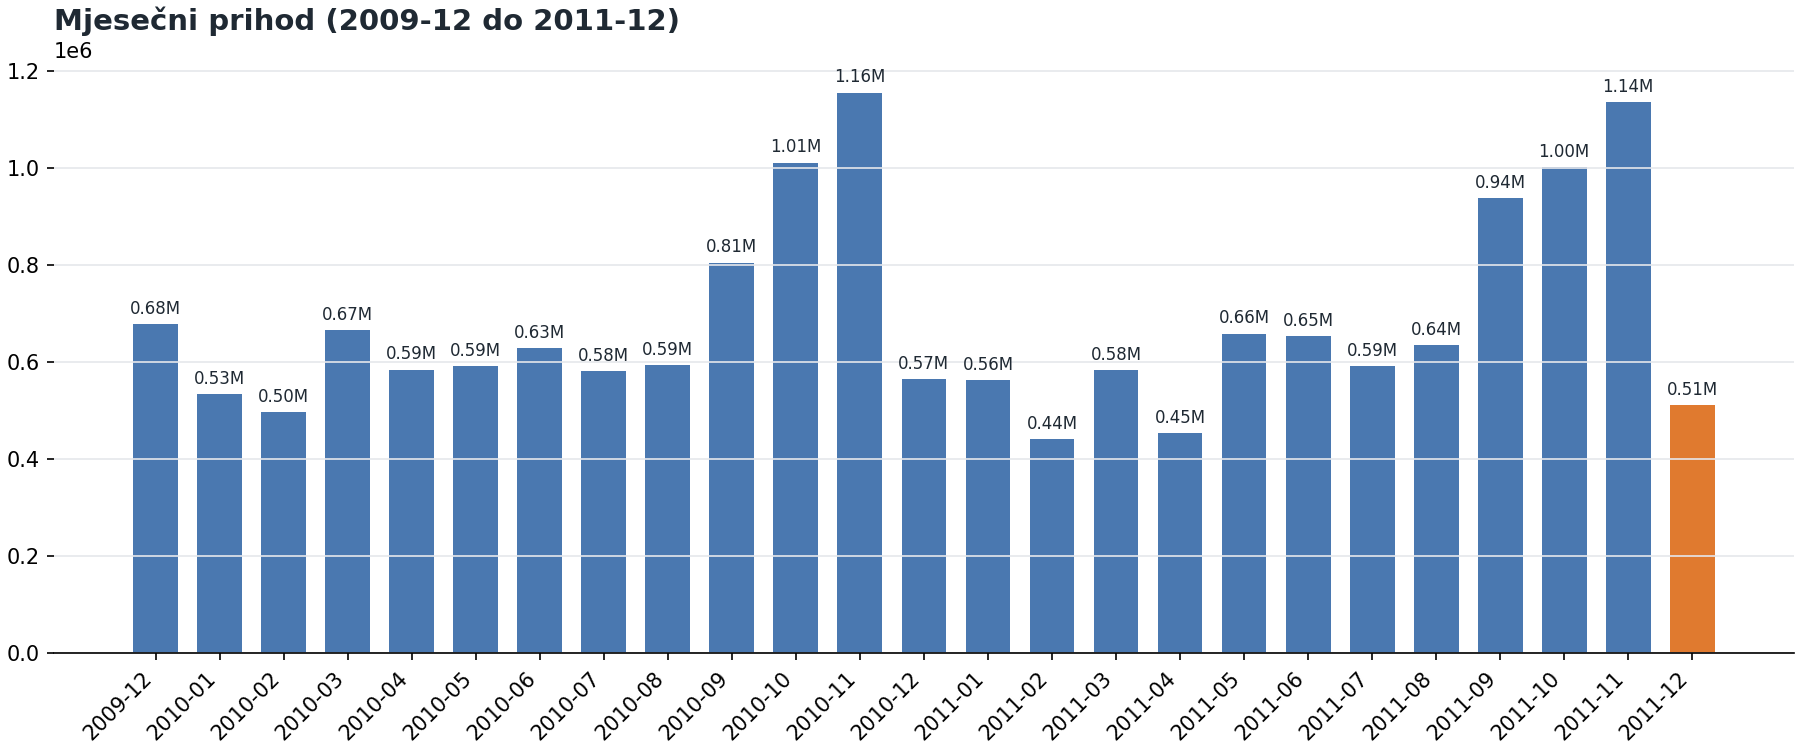 Mjesečni prihod (2009-12 do 2011-12)
1e6
1.2
1.0
0.8
0.6
0.4
0.2
0.0
0.68M
0.53M
0.50M
0.67M
0.59M
0.59M
0.63M
0.58M
0.59M
0.81M
1.01M
1.16M
0.57M
0.56M
0.44M
0.58M
0.45M
0.66M
0.65M
0.59M
0.64M
0.94M
1.00M
1.14M
0.51M
2009-12
2010-01
2010-02
2010-03
2010-04
2010-05
2010-06
2010-07
2010-08
2010-09
2010-10
2010-11
2010-12
2011-01
2011-02
2011-03
2011-04
2011-05
2011-06
2011-07
2011-08
2011-09
2011-10
2011-11
2011-12